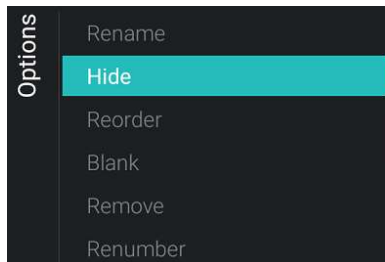 Options
Rename
Hide
Reorder
Blank
Remove
Renumber